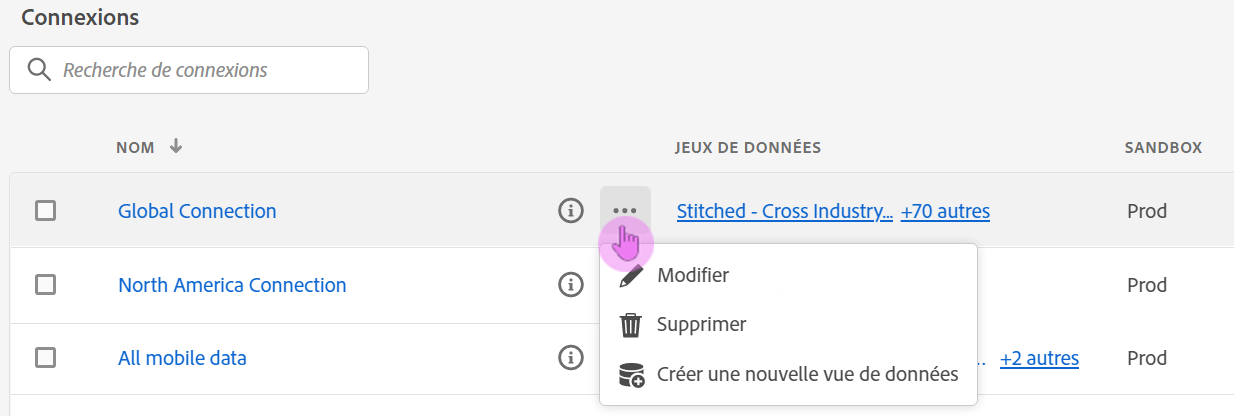 Connexions
Recherche de connexions
NOM JEUX DE DONNÉES SANDBOX
Global Connection Stitched - Cross Industry... +70 autres Prod
Modifier
North America Connection Prod
Supprimer
All mobile data .. +2 autres Prod
Créer une nouvelle vue de données